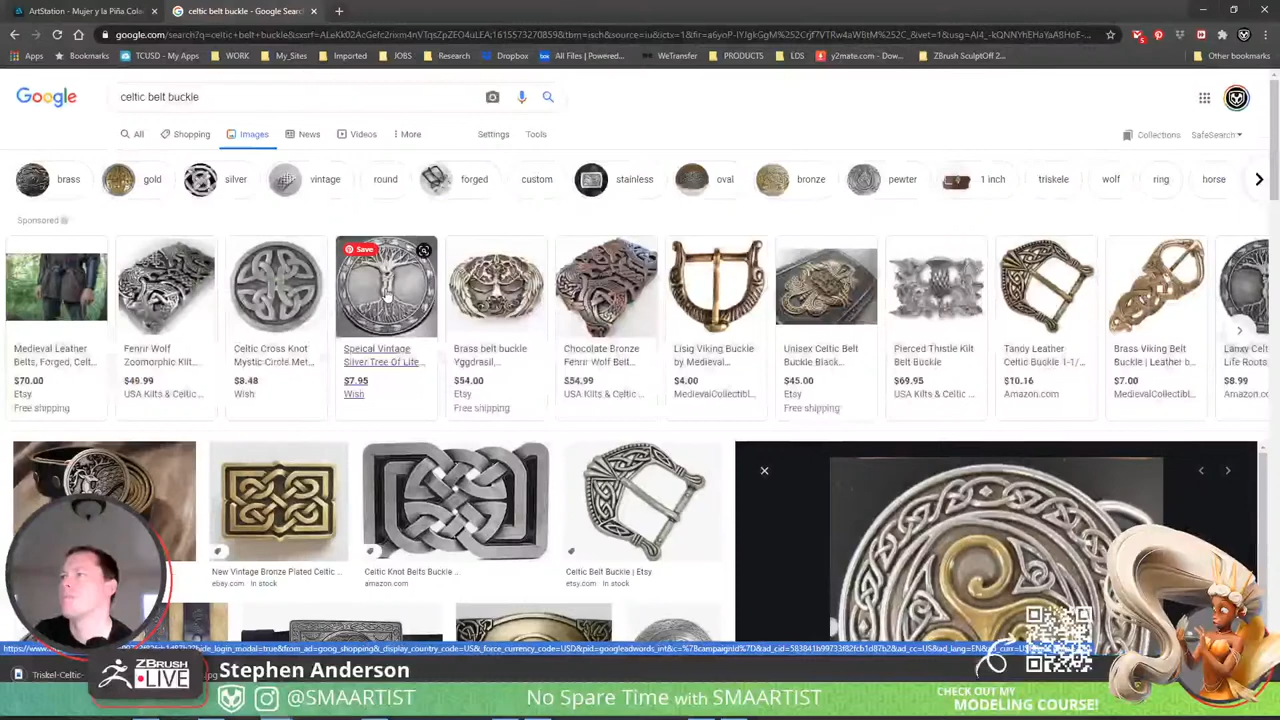 ArtStation - Mujer y la Piña Cola
celtic belt buckle - Google Searc
Apps
Bookmarks
TCUSD - My Apps
WORK
My Sites
Imported
JOBS
Research
Dropbox
All Files | Powered...
WeTransfer
PRODUCTS
LDS
y2mate.com - Dow...
ZBrush SculptOff 2...
Other bookmarks
Google
celtic belt buckle
All
Shopping
Images
News
Videos
More
Settings
Tools
Collections
SafeSearch
brass
gold
silver
vintage
round
forged
custom
stainless
oval
bronze
pewter
1 inch
triskele
wolf
ring
horse
Sponsored
Save
Medieval Leather
Belts, Forged, Celt...
$70.00
Etsy
Free shipping
Fenrir Wolf
Zoomorphic Kilt...
$49.99
USA Kilts & Celtic ...
Celtic Cross Knot
Mystic Circle Met...
$8.48
Wish
Speical Vintage
Silver Tree Of Life...
$7.95
Wish
Brass belt buckle
Yggdrasil,
$54.00
Etsy
Free shipping
Chocolate Bronze
Fenrir Wolf Belt...
$54.99
USA Kilts & Celtic ...
Lisig Viking Buckle
by Medieval...
$4.00
MedievalCollectibl...
Unisex Celtic Belt
Buckle Black...
$45.00
Etsy
Free shipping
Pierced Thistle Kilt
Belt Buckle
$69.95
USA Kilts & Celtic ...
Tandy Leather
Celtic Buckle 1-1/...
$10.16
Amazon.com
Brass Viking Belt
Buckle | Leather b...
$7.00
MedievalCollectibl...
Life Roots
$8.99
Amazon.com
New Vintage Bronze Plated Celtic ...
ebay.com · In stock
Celtic Knot Belts Buckle ...
amazon.com
Celtic Belt Buckle | Etsy
etsy.com · In stock
Triskel-Celtic-
ZBRUSH
LIVE
Stephen Anderson
@SMAARTIST
No Spare Time with SMAARTIST
CHECK OUT MY
MODELING COURSE!